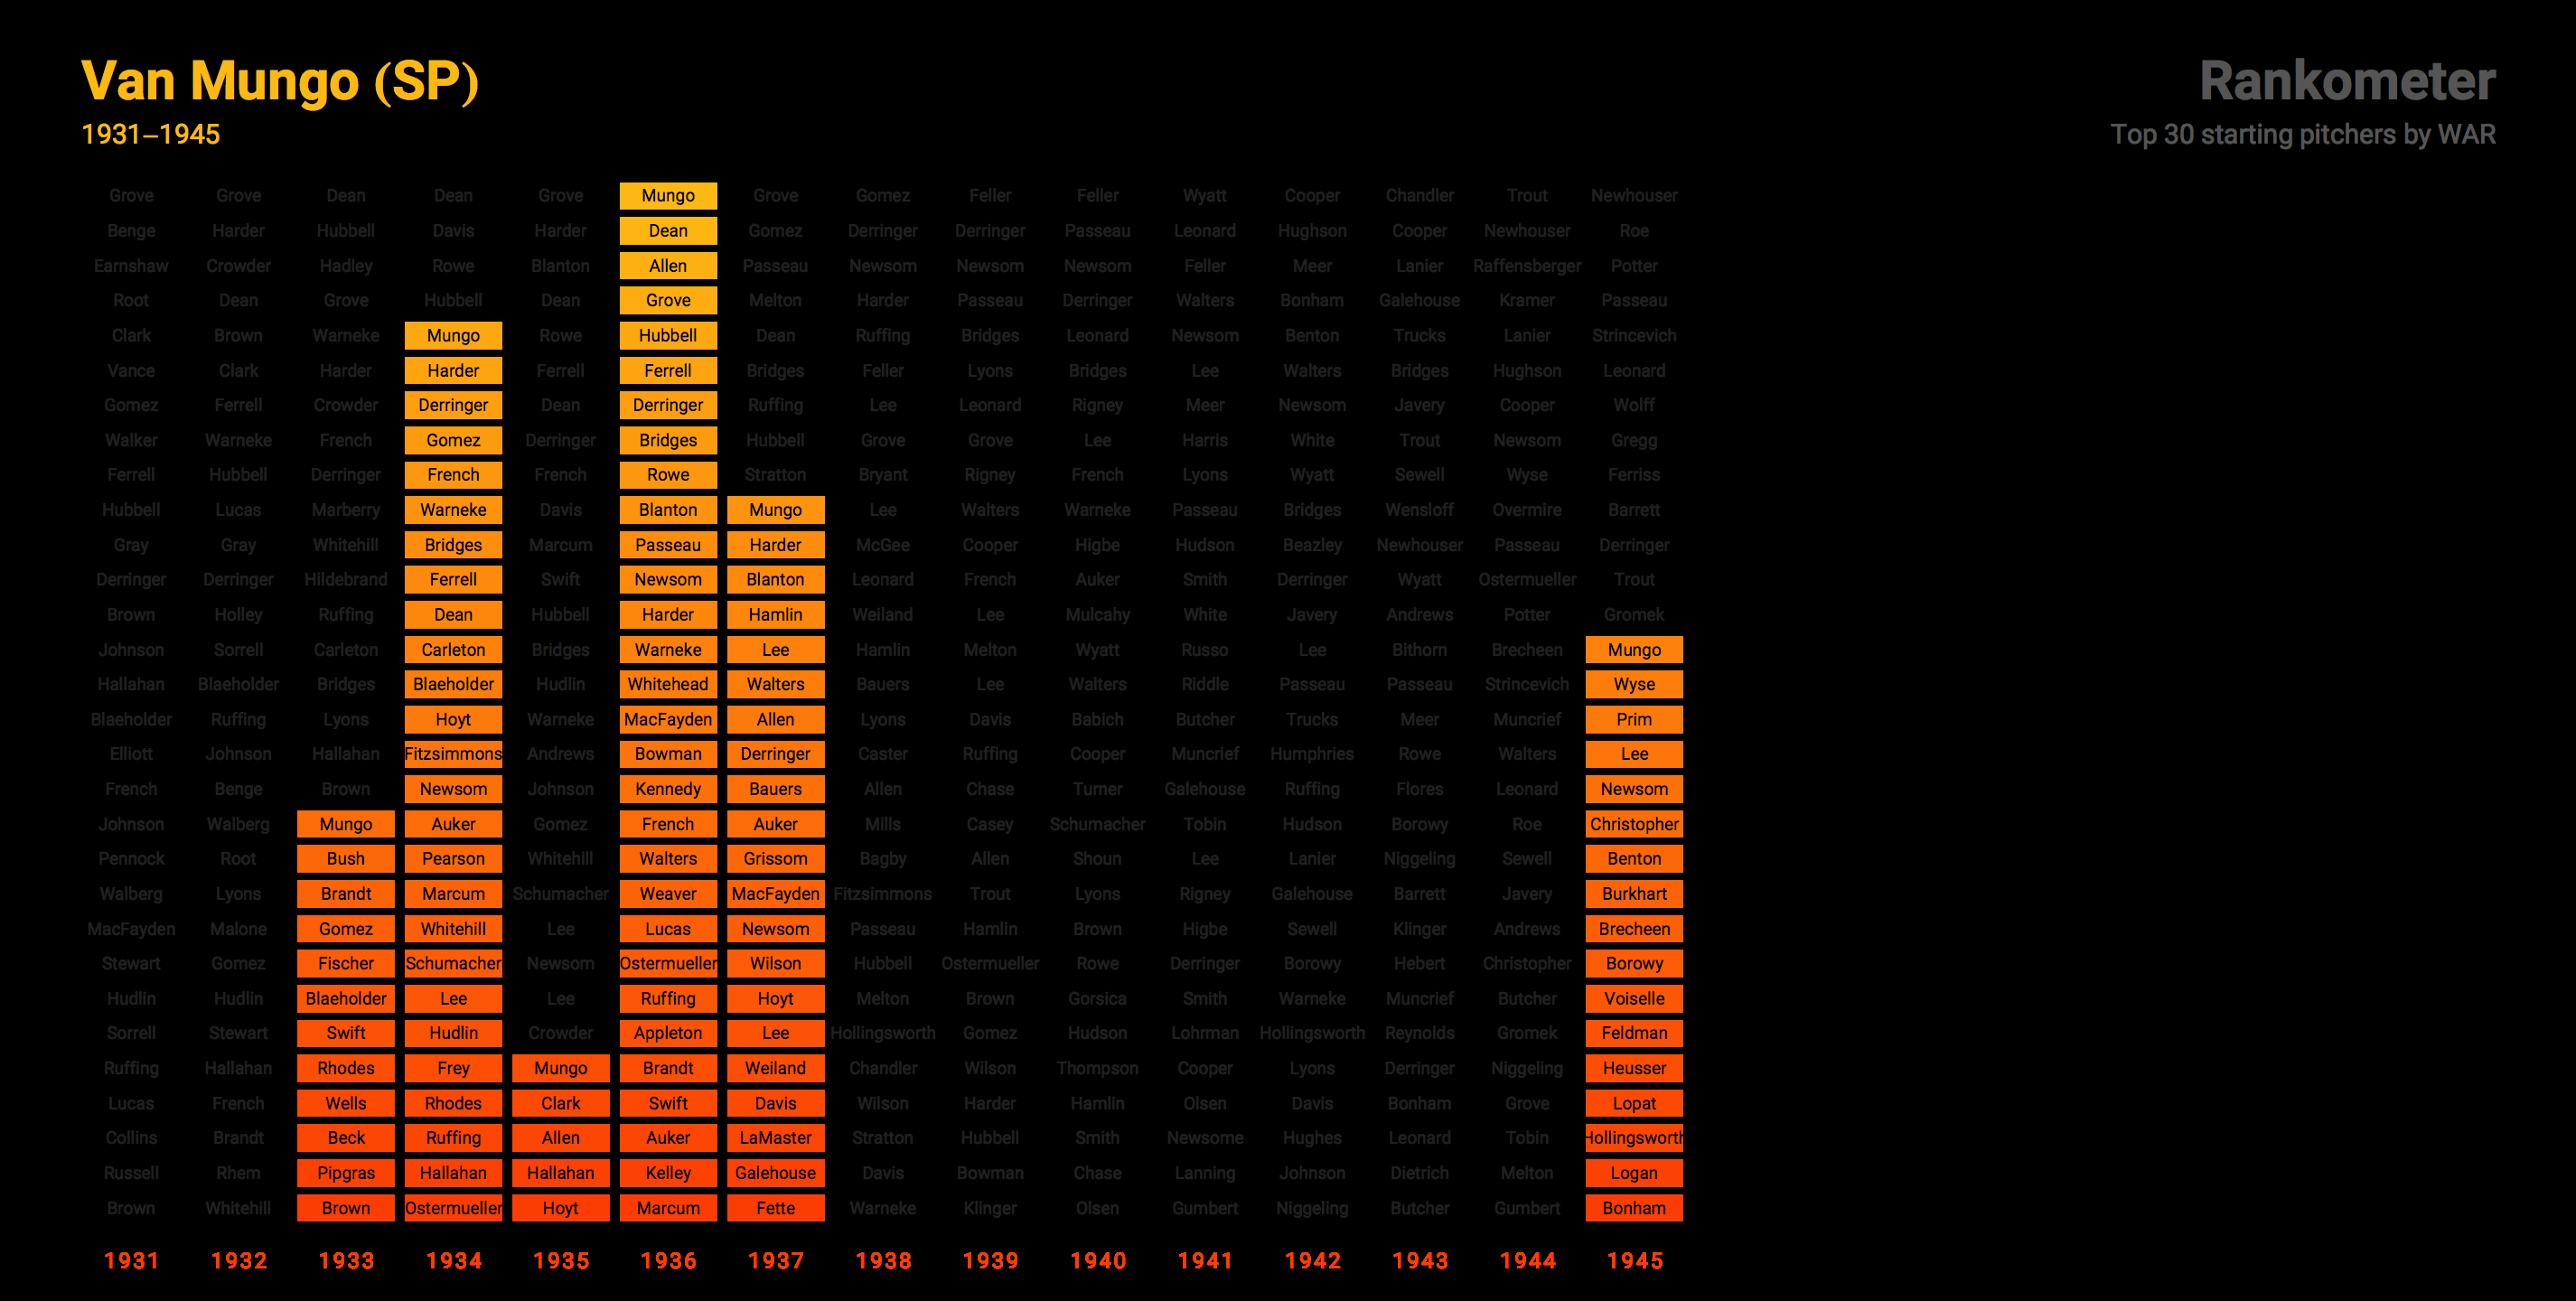 Van Mungo (SP)
1931–1945
Rankometer
Top 30 starting pitchers by WAR
Grove Grove Dean Dean Grove Mungo Grove Gomez Feller Feller Wyatt Cooper Chandler Trout Newhouser
Benge Harder Hubbell Davis Harder Dean Gomez Derringer Derringer Passeau Leonard Hughson Cooper Newhouser Roe
Earnshaw Crowder Hadley Rowe Blanton Allen Passeau Newsom Newsom Newsom Feller Meer Lanier Raffensberger Potter
Root Dean Grove Hubbell Dean Grove Melton Harder Passeau Derringer Walters Bonham Galehouse Kramer Passeau
Clark Brown Warneke Mungo Rowe Hubbell Dean Ruffing Bridges Leonard Newsom Benton Trucks Lanier Strincevich
Vance Clark Harder Harder Ferrell Ferrell Bridges Feller Lyons Bridges Lee Walters Bridges Hughson Leonard
Gomez Ferrell Crowder Derringer Dean Derringer Ruffing Lee Leonard Rigney Meer Newsom Javery Cooper Wolff
Walker Warneke French Gomez Derringer Bridges Hubbell Grove Grove Lee Harris White Trout Newsom Gregg
Ferrell Hubbell Derringer French French Rowe Stratton Bryant Rigney French Lyons Wyatt Sewell Wyse Ferriss
Hubbell Lucas Marberry Warneke Davis Blanton Mungo Lee Walters Warneke Passeau Bridges Wensloff Overmire Barrett
Gray Gray Whitehill Bridges Marcum Passeau Harder McGee Cooper Higbe Hudson Beazley Newhouser Passeau Derringer
Derringer Derringer Hildebrand Ferrell Swift Newsom Blanton Leonard French Auker Smith Derringer Wyatt Ostermueller Trout
Brown Holley Ruffing Dean Hubbell Harder Hamlin Weiland Lee Mulcahy White Javery Andrews Potter Gromek
Johnson Sorrell Carleton Carleton Bridges Warneke Lee Hamlin Melton Wyatt Russo Lee Bithorn Brecheen Mungo
Hallahan Blaeholder Bridges Blaeholder Hudlin Whitehead Walters Bauers Lee Walters Riddle Passeau Passeau Strincevich Wyse
Blaeholder Ruffing Lyons Hoyt Warneke MacFayden Allen Lyons Davis Babich Butcher Trucks Meer Muncrief Prim
Elliott Johnson Hallahan Fitzsimmons Andrews Bowman Derringer Caster Ruffing Cooper Muncrief Humphries Rowe Walters Lee
French Benge Brown Newsom Johnson Kennedy Bauers Allen Chase Turner Galehouse Ruffing Flores Leonard Newsom
Johnson Walberg Mungo Auker Gomez French Auker Mills Casey Schumacher Tobin Hudson Borowy Roe Christopher
Pennock Root Bush Pearson Whitehill Walters Grissom Bagby Allen Shoun Lee Lanier Niggeling Sewell Benton
Walberg Lyons Brandt Marcum Schumacher Weaver MacFayden Fitzsimmons Trout Lyons Rigney Galehouse Barrett Javery Burkhart
MacFayden Malone Gomez Whitehill Lee Lucas Newsom Passeau Hamlin Brown Higbe Sewell Klinger Andrews Brecheen
Stewart Gomez Fischer Schumacher Newsom Ostermueller Wilson Hubbell Ostermueller Rowe Derringer Borowy Hebert Christopher Borowy
Hudlin Hudlin Blaeholder Lee Lee Ruffing Hoyt Melton Brown Gorsica Smith Warneke Muncrief Butcher Voiselle
Sorrell Stewart Swift Hudlin Crowder Appleton Lee Hollingsworth Gomez Hudson Lohrman Hollingsworth Reynolds Gromek Feldman
Ruffing Hallahan Rhodes Frey Mungo Brandt Weiland Chandler Wilson Thompson Cooper Lyons Derringer Niggeling Heusser
Lucas French Wells Rhodes Clark Swift Davis Wilson Harder Hamlin Olsen Davis Bonham Grove Lopat
Collins Brandt Beck Ruffing Allen Auker LaMaster Stratton Hubbell Smith Newsome Hughes Leonard Tobin Hollingsworth
Russell Rhem Pipgras Hallahan Hallahan Kelley Galehouse Davis Bowman Chase Lanning Johnson Dietrich Melton Logan
Brown Whitehill Brown Ostermueller Hoyt Marcum Fette Warneke Klinger Olsen Gumbert Niggeling Butcher Gumbert Bonham
1931 1932 1933 1934 1935 1936 1937 1938 1939 1940 1941 1942 1943 1944 1945